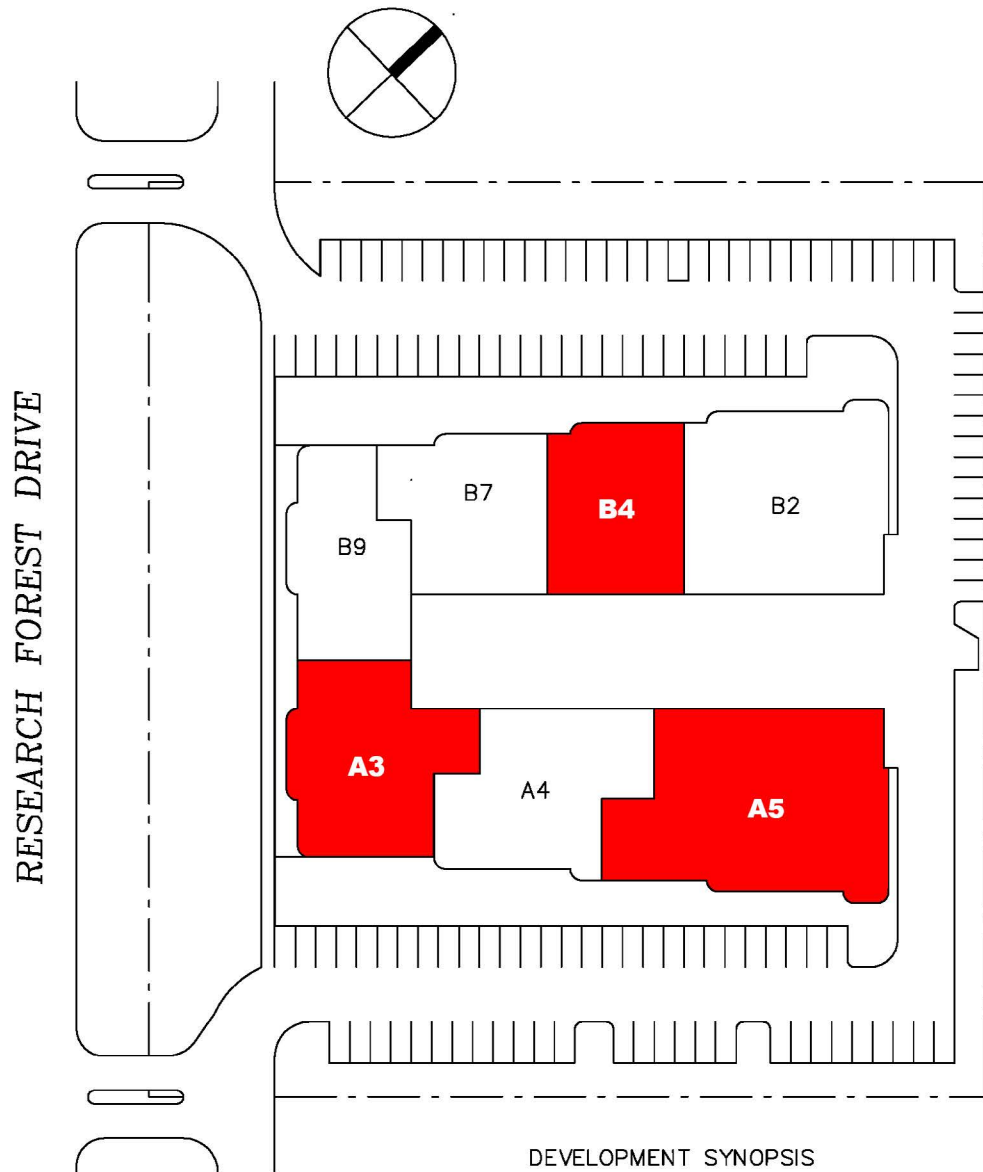 RESEARCH FOREST DRIVE
B7
B4
B2
B9
A3
A4
A5
DEVELOPMENT SYNOPSIS